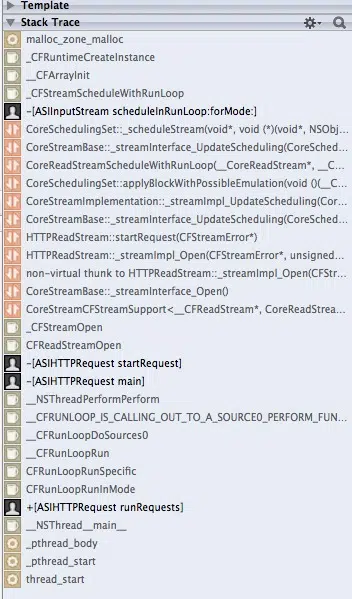 Template
Stack Trace
malloc_zone_malloc
_CFRuntimeCreateInstance
__CFArrayInit
_CFStreamScheduleWithRunLoop
-[ASIInputStream scheduleInRunLoop:forMode:]
CoreSchedulingSet::_scheduleStream(void*, void (*)(void*, NSObj
CoreStreamBase::_streamInterface_UpdateScheduling(CoreSched
CoreReadStreamScheduleWithRunLoop(__CoreReadStream*, __C
CoreSchedulingSet::applyBlockWithPossibleEmulation(void ()(__C
CoreStreamImplementation::_streamImpl_UpdateScheduling(Cor
CoreStreamBase::_streamInterface_UpdateScheduling(CoreSched
HTTPReadStream::startRequest(CFStreamError*)
HTTPReadStream::_streamImpl_Open(CFStreamError*, unsigned
non-virtual thunk to HTTPReadStream::_streamImpl_Open(CFStr
CoreStreamBase::_streamInterface_Open()
CoreStreamCFStreamSupport<__CFReadStream*, CoreReadStream
_CFStreamOpen
CFReadStreamOpen
-[ASIHTTPRequest startRequest]
-[ASIHTTPRequest main]
__NSThreadPerformPerform
__CFRUNLOOP_IS_CALLING_OUT_TO_A_SOURCE0_PERFORM_FUN
__CFRunLoopDoSources0
__CFRunLoopRun
CFRunLoopRunSpecific
CFRunLoopRunInMode
+[ASIHTTPRequest runRequests]
__NSThread__main__
_pthread_body
_pthread_start
thread_start